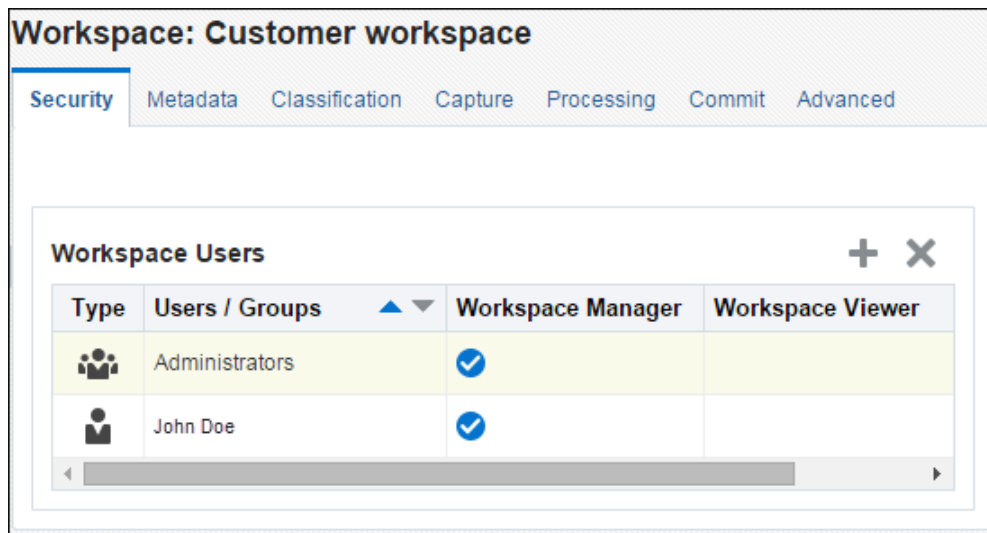 Workspace: Customer workspace
Security Metadata Classification Capture Processing Commit Advanced
Workspace Users
Type Users / Groups Workspace Manager Workspace Viewer
Administrators
John Doe